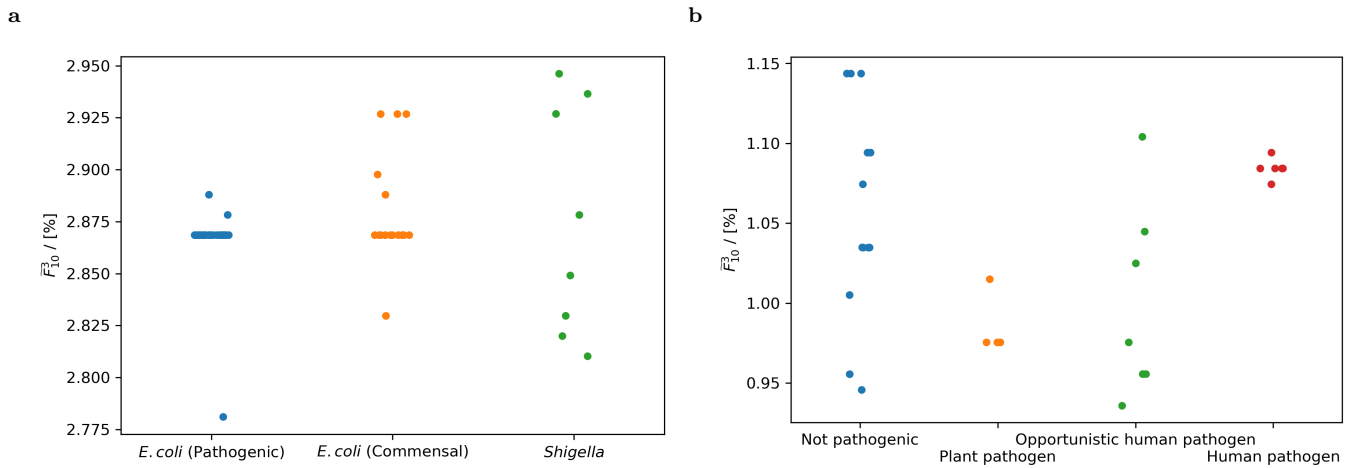 a
2.950
2.925
2.900
2.875
2.850
2.825
2.800
2.775
F̃³₁₀ / [%]
E. coli (Pathogenic)
E. coli (Commensal)
Shigella
b
1.15
1.10
1.05
1.00
0.95
F̃³₁₀ / [%]
Not pathogenic
Plant pathogen
Opportunistic human pathogen
Human pathogen